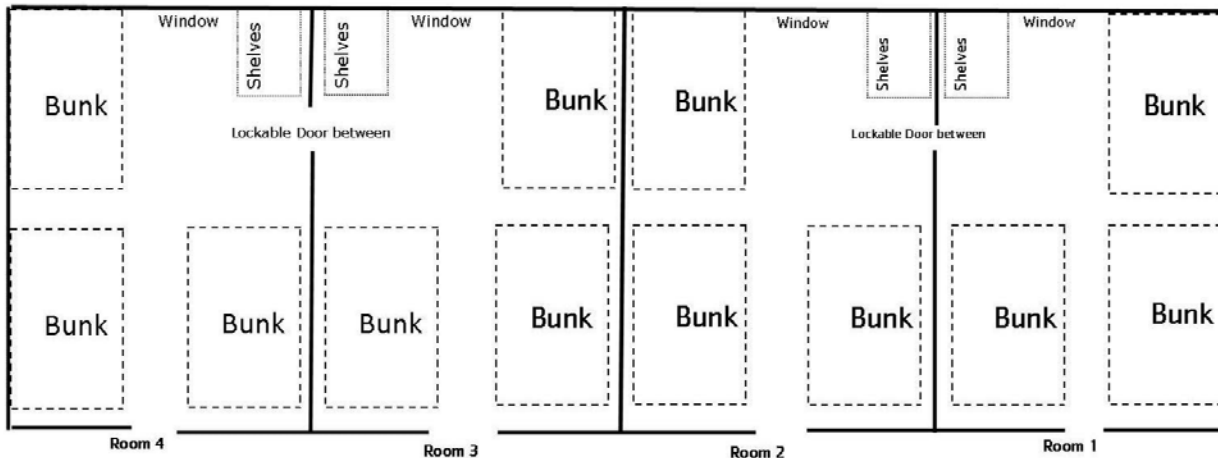 Window
Shelves
Shelves
Window
Window
Shelves
Shelves
Window
Bunk
Bunk
Bunk
Bunk
Lockable Door between
Lockable Door between
Bunk
Bunk
Bunk
Bunk
Bunk
Bunk
Bunk
Bunk
Room 4
Room 3
Room 2
Room 1